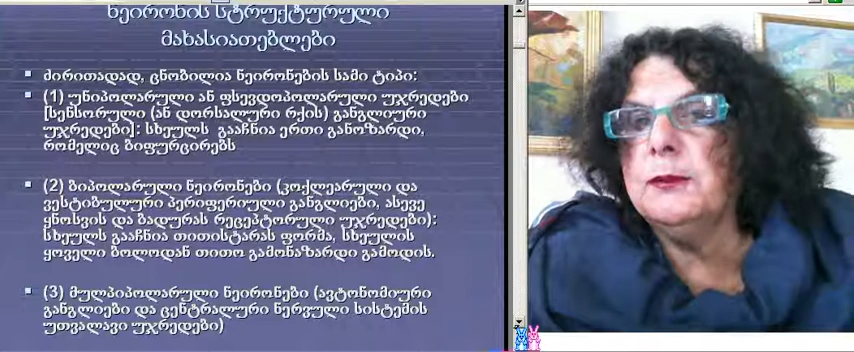 ნეირონის სტრუქტურული
მახასიათებლები
ძირითადად, ცნობილია ნეირონების სამი ტიპი:
(1) უნიპოლარული ან ფსევდოპოლარული უჯრედები
[სენსორული (ან დორსალური რქის) განგლიური
უჯრედები]: სხეულს გააჩნია ერთი განოზარდი,
რომელიც ბიფურცირებს
(2) ბიპოლარული ნეირონები (კოქლეარული და
ვესტიბულური პერიფერიული განგლიები, ასევე
ყნოსვის და ბადურას რეცეპტორული უჯრედები):
სხეულს გააჩნია თითისტარას ფორმა, სხეულის
ყოველი ბოლოდან თითო გამონაზარდი გამოდის.
(3) მულპიპოლარული ნეირონები (ავტონომიური
განგლიები და ცენტრალური ნერვული სისტემის
უთვალავი უჯრედები)